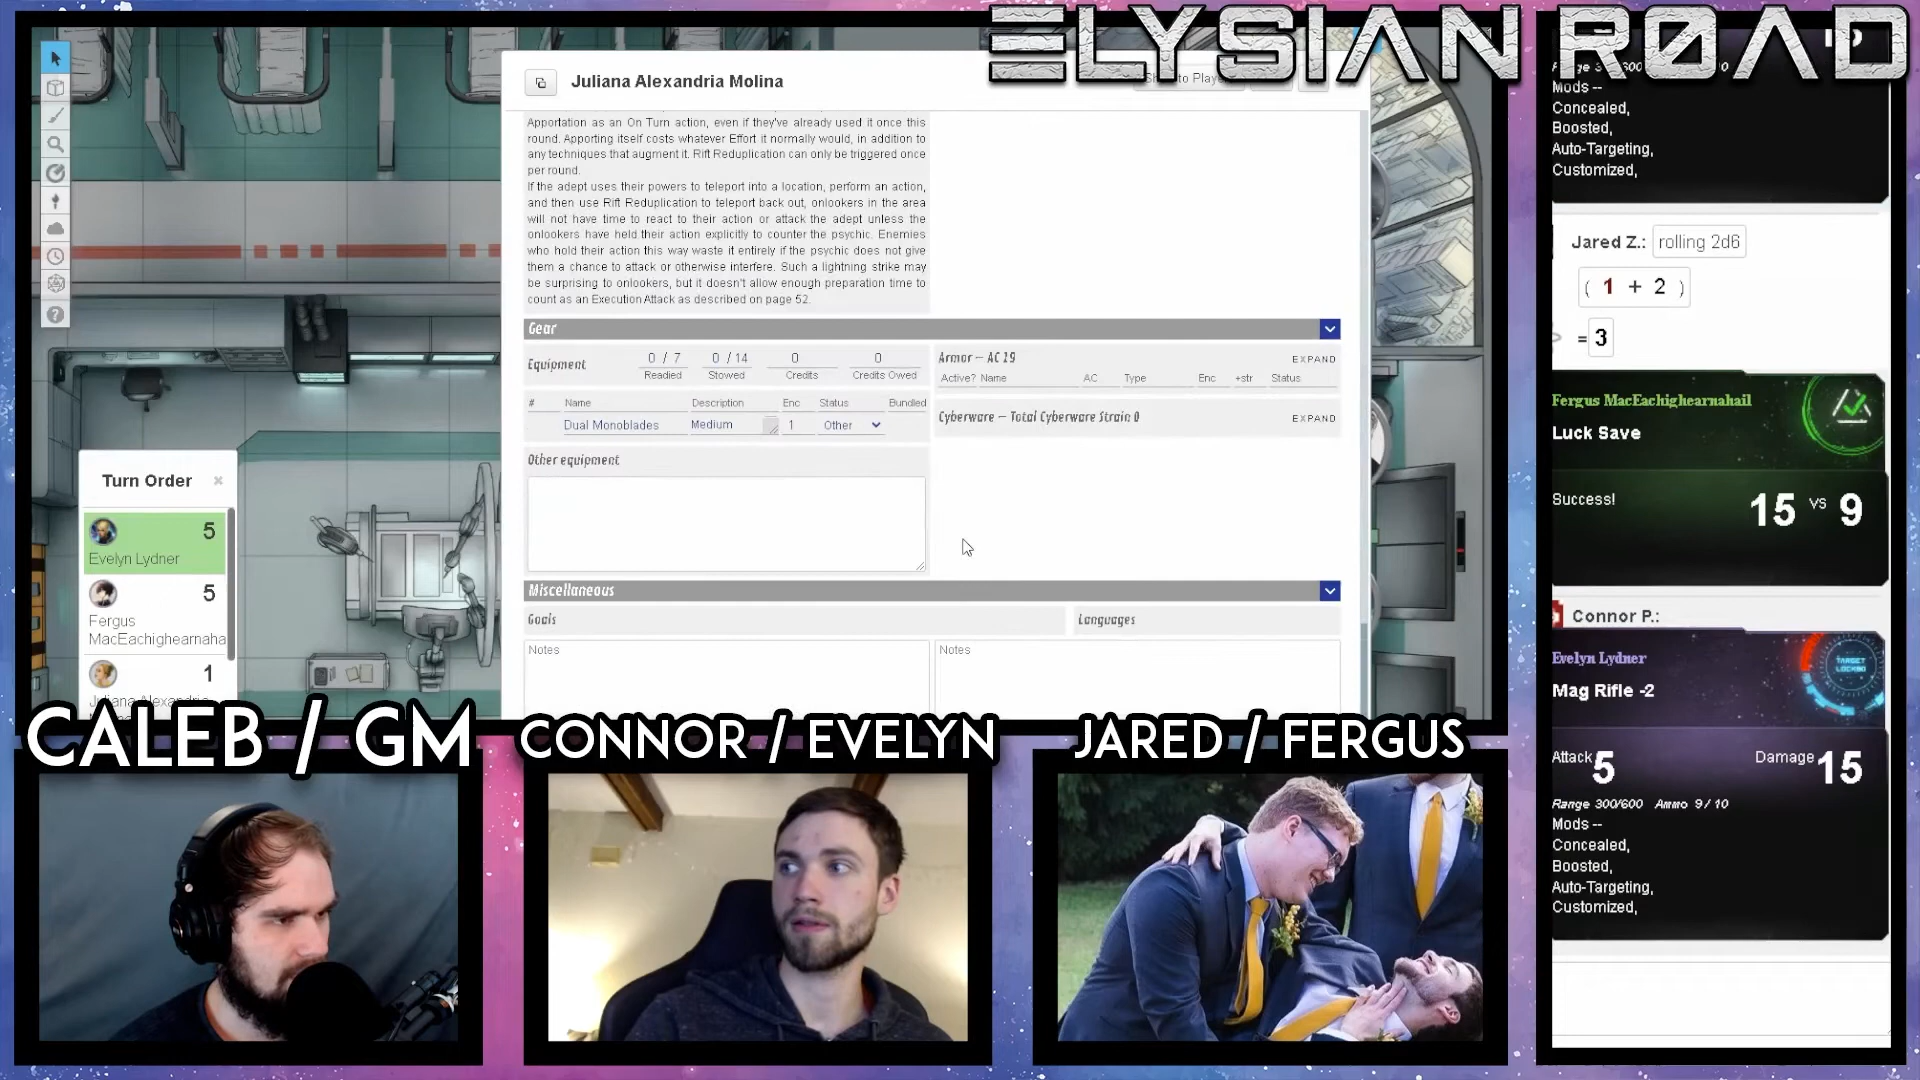 ELYSIAN RØAD
Juliana Alexandria Molina
Apportation as an On Turn action, even if they've already used it once this
round. Apporting itself costs whatever Effort it normally would, in addition to
any techniques that augment it. Rift Reduplication can only be triggered once
per round.
If the adept uses their powers to teleport into a location, perform an action,
and then use Rift Reduplication to teleport back out, onlookers in the area
will not have time to react to their action or attack the adept unless the
onlookers have held their action explicitly to counter the psychic. Enemies
who hold their action this way waste it entirely if the psychic does not give
them a chance to attack or otherwise interfere. Such a lightning strike may
be surprising to onlookers, but it doesn't allow enough preparation time to
count as an Execution Attack as described on page 52.
Gear
Equipment
0 / 7 0 / 14 0 0
Readied Stowed Credits Credits Owed
# Name Description Enc Status Bundled
Dual Monoblades Medium 1 Other
Other equipment
Armor – AC 19 EXPAND
Active? Name AC Type Enc +str Status
Cyberware – Total Cyberware Strain 0 EXPAND
Miscellaneous
Goals
Languages
Notes
Notes
Turn Order ×
5
Evelyn Lydner
5
Fergus
MacEachighearnaha
1
Juliana Alexandria
Mods --
Concealed,
Boosted,
Auto-Targeting,
Customized,
Jared Z.: rolling 2d6
( 1 + 2 )
= 3
Fergus MacEachighearnahail
Luck Save
Success! 15 vs 9
Connor P.:
Evelyn Lydner
TARGET
LOCKED
Mag Rifle -2
Attack 5 Damage 15
Range 300/600 Ammo 9 / 10
Mods --
Concealed,
Boosted,
Auto-Targeting,
Customized,
CALEB / GM
CONNOR / EVELYN
JARED / FERGUS